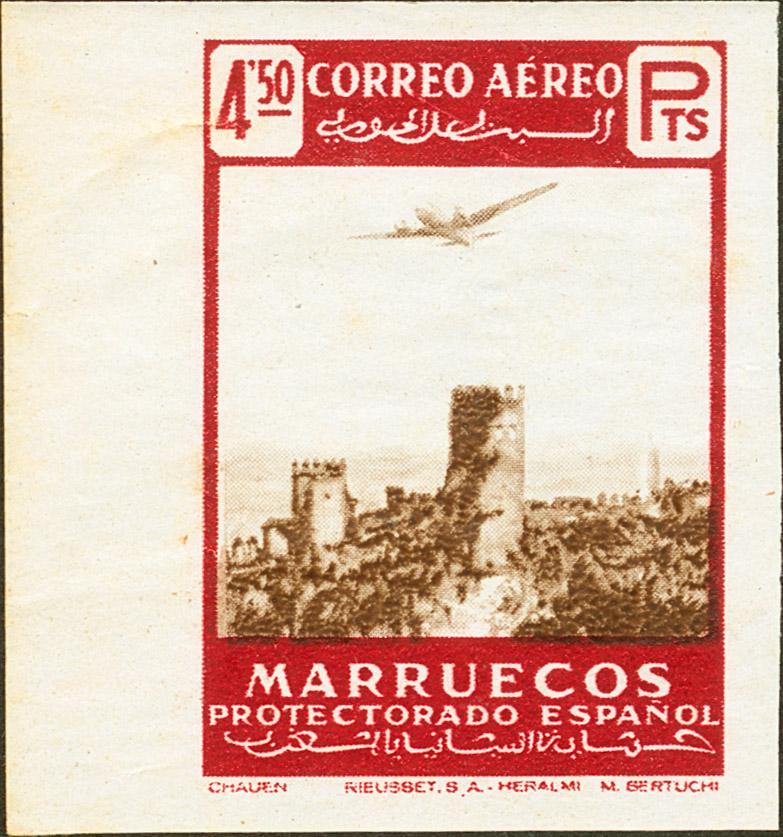 4'50 CORREO AÉREO PTS
MARRUECOS
PROTECTORADO ESPAÑOL
CHAUEN RIEUSSET, S.A. - HERALMI M. BERTUCHI